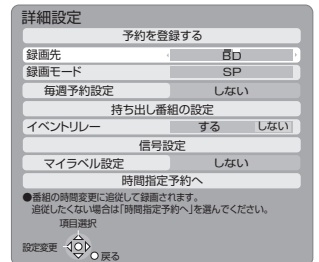 詳細設定
予約を登録する
録画先 BD
録画モード SP
毎週予約設定 しない
持ち出し番組の設定
イベントリレー する しない
信号設定
マイラベル設定 しない
時間指定予約へ
●番組の時間変更に追従して録画されます。
追従したくない場合は「時間指定予約へ」を選んでください。
項目選択
設定変更
戻る